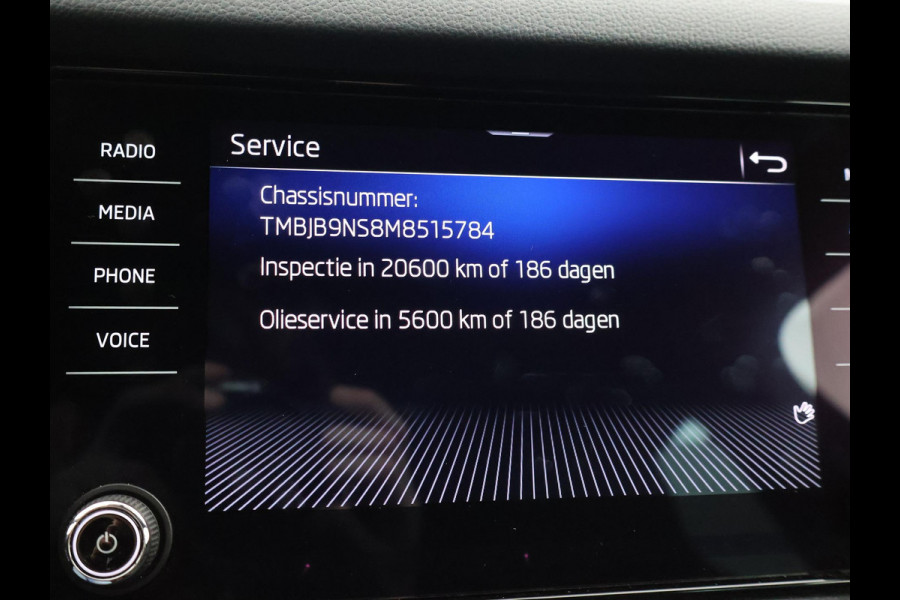 RADIO
MEDIA
PHONE
VOICE
Service
Chassisnummer:
TMBJB9NS8M8515784
Inspectie in 20600 km of 186 dagen
Olieservice in 5600 km of 186 dagen